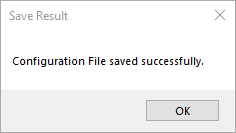 Save Result
Configuration File saved successfully.
OK